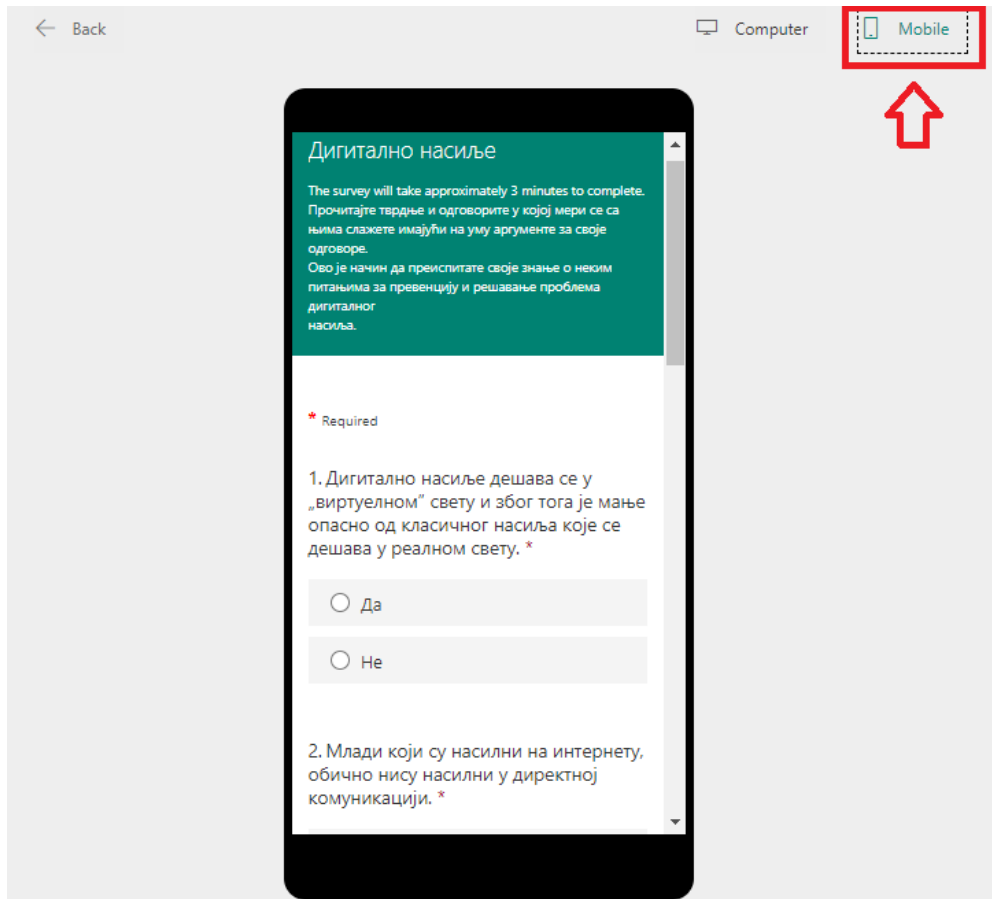 Back
Computer
Mobile
Дигитално насиље
The survey will take approximately 3 minutes to complete.
Прочитајте тврдње и одговорите у којој мери се са
њима слажете имајући на уму аргументе за своје
одговоре.
Ово је начин да преиспитате своје знање о неким
питањима за превенцију и решавање проблема
дигиталног
насиља.
* Required
1. Дигитално насиље дешава се у
„виртуелном” свету и због тога је мање
опасно од класичног насиља које се
дешава у реалном свету. *
Да
Не
2. Млади који су насилни на интернету,
обично нису насилни у директној
комуникацији. *